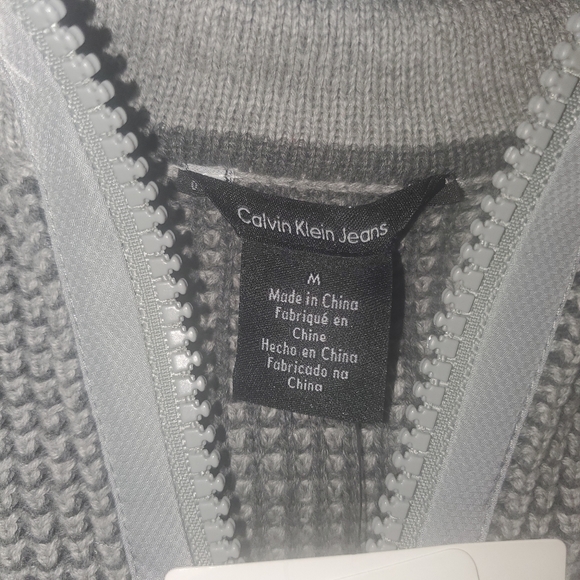 Calvin Klein Jeans
M
Made in China
Fabriqué en
Chine
Hecho en China
Fabricado na
China